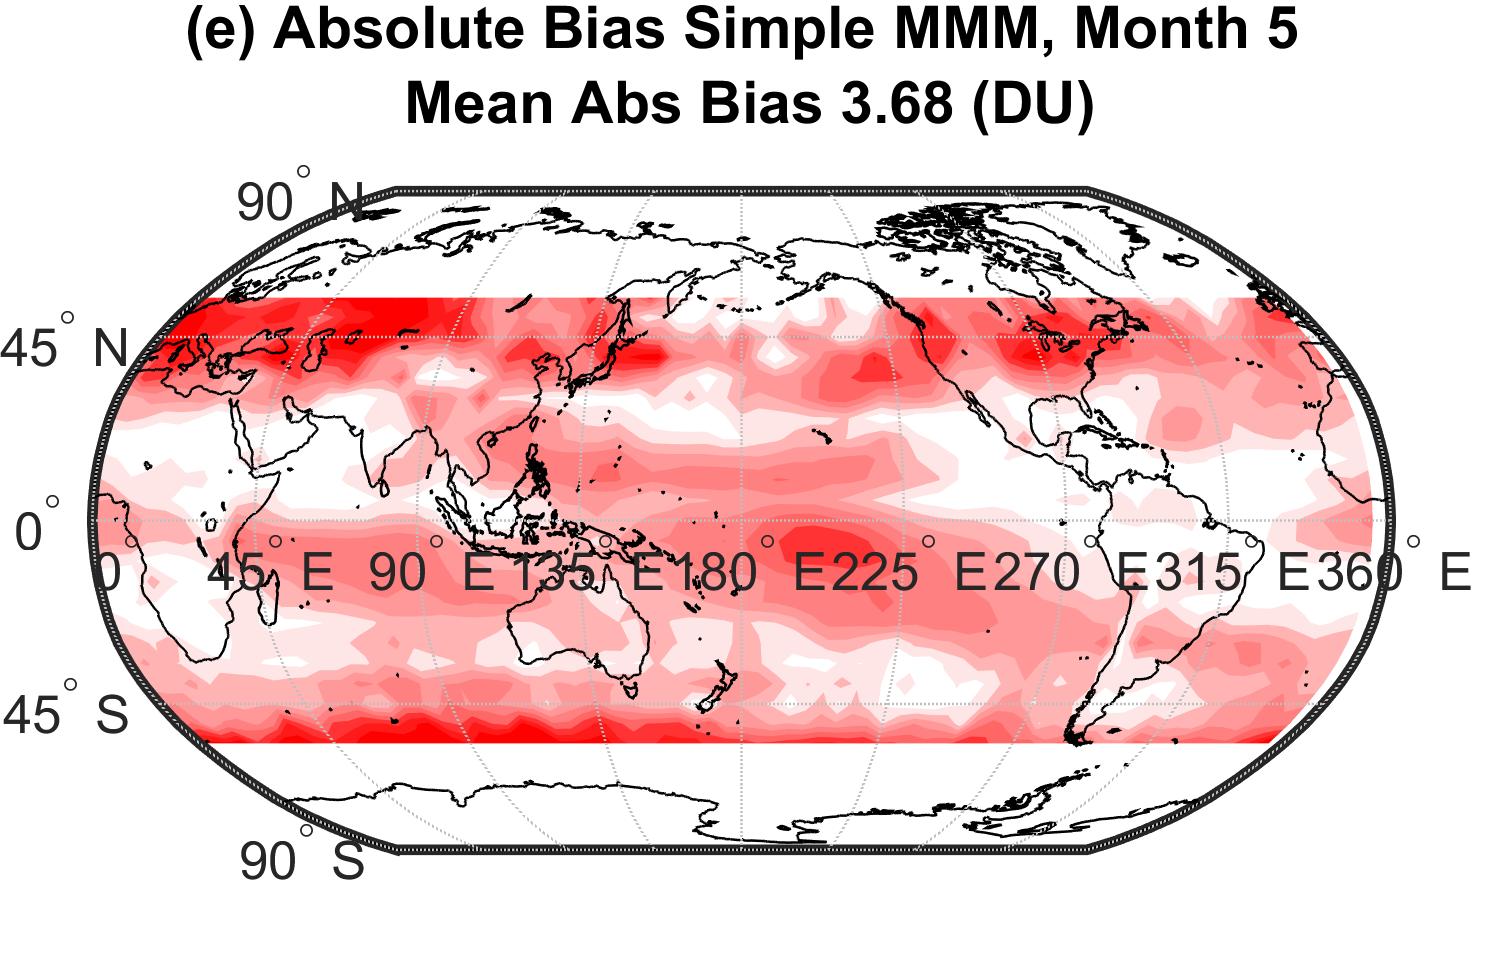 (e) Absolute Bias Simple MMM, Month 5
Mean Abs Bias 3.68 (DU)
90° N
45° N
0°
0° 45° E 90° E 135° E 180° E 225° E 270° E 315° E 360° E
45° S
90° S